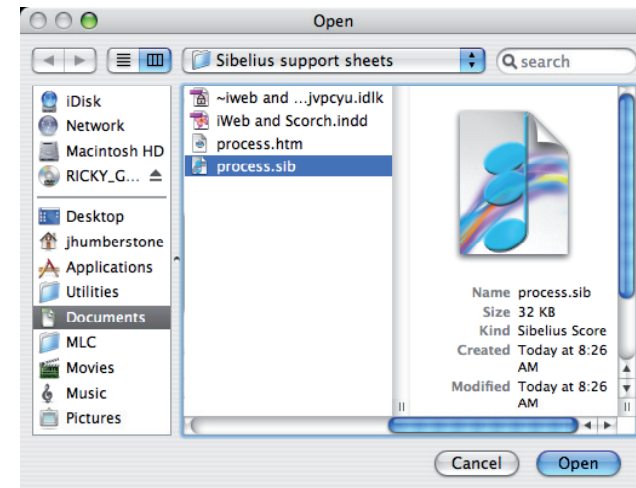 Open
Sibelius support sheets
search
iDisk
Network
Macintosh HD
RICKY_G...
Desktop
jhumberstone
Applications
Utilities
Documents
MLC
Movies
Music
Pictures
~iweb and ...jvpcyu.idlk
iWeb and Scorch.indd
process.htm
process.sib
Name process.sib
Size 32 KB
Kind Sibelius Score
Created Today at 8:26
AM
Modified Today at 8:26
AM
Cancel
Open